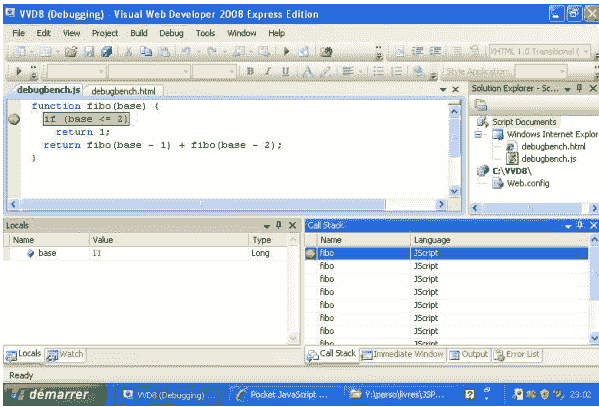 VVD8 (Debugging) - Visual Web Developer 2008 Express Edition
File Edit View Project Build Debug Tools Window Help
XHTML 1.0 Transitional (
B I U A Style Application:
debugbench.js debugbench.html
function fibo(base) {
if (base <= 2)
return 1;
return fibo(base - 1) + fibo(base - 2);
}
Solution Explorer - Sc...
Script Documents
Windows Internet Explor
debugbench.html
debugbench.js
C:\VVD8\
Web.config
Locals
Name Value Type
base 11 Long
Locals Watch
Call Stack
Name Language
fibo JScript
fibo JScript
fibo JScript
fibo JScript
fibo JScript
fibo JScript
fibo JScript
fibo JScript
Call Stack Immediate Window Output Error List
Ready
démarrer VVD8 (Debugging) Pocket JavaScript ... Y:\perso\livres\JSP... 23:02